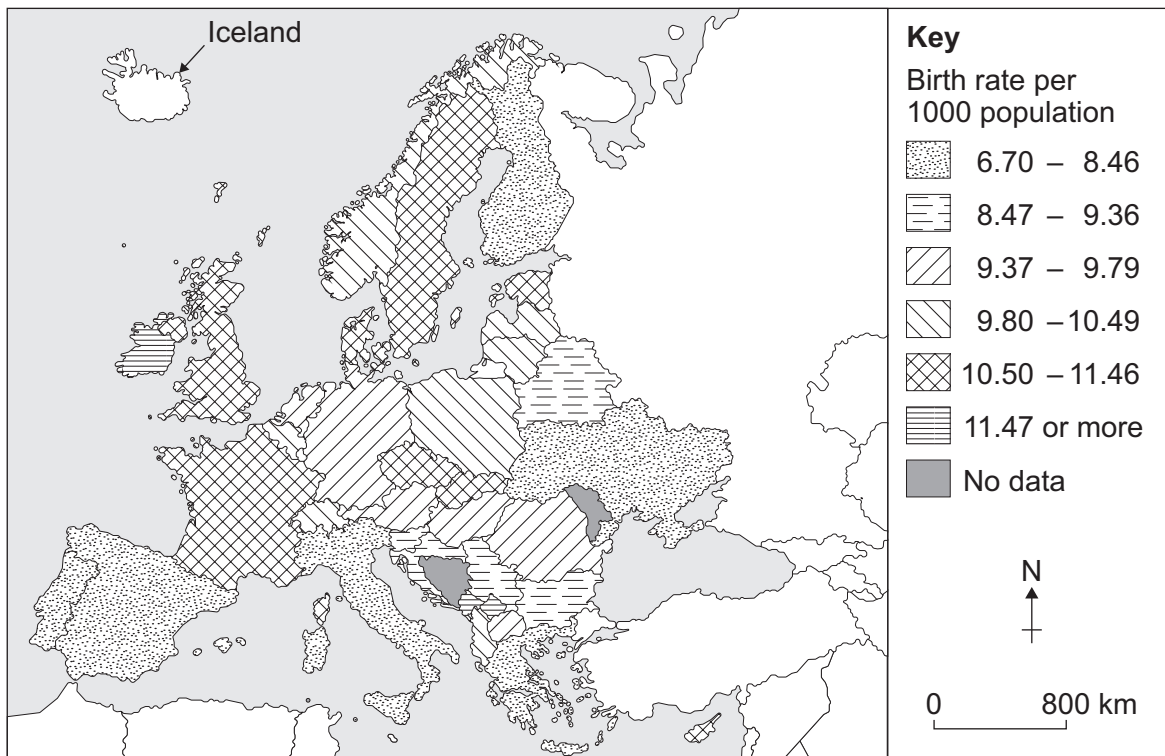 Iceland
Key
Birth rate per
1000 population
6.70 – 8.46
8.47 – 9.36
9.37 – 9.79
9.80 –10.49
10.50 –11.46
11.47 or more
No data
N
0 800 km